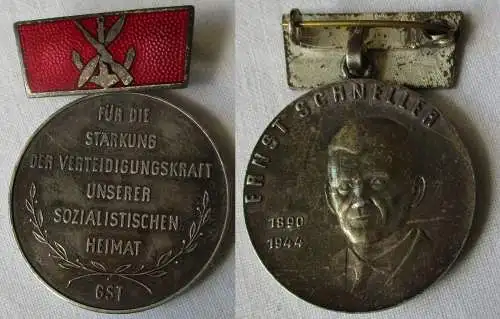 FÜR DIE
STÄRKUNG
DER VERTEIDIGUNGSKRAFT
UNSERER
SOZIALISTISCHEN
HEIMAT
GST
ERNST SCHNELLER
1890
1944